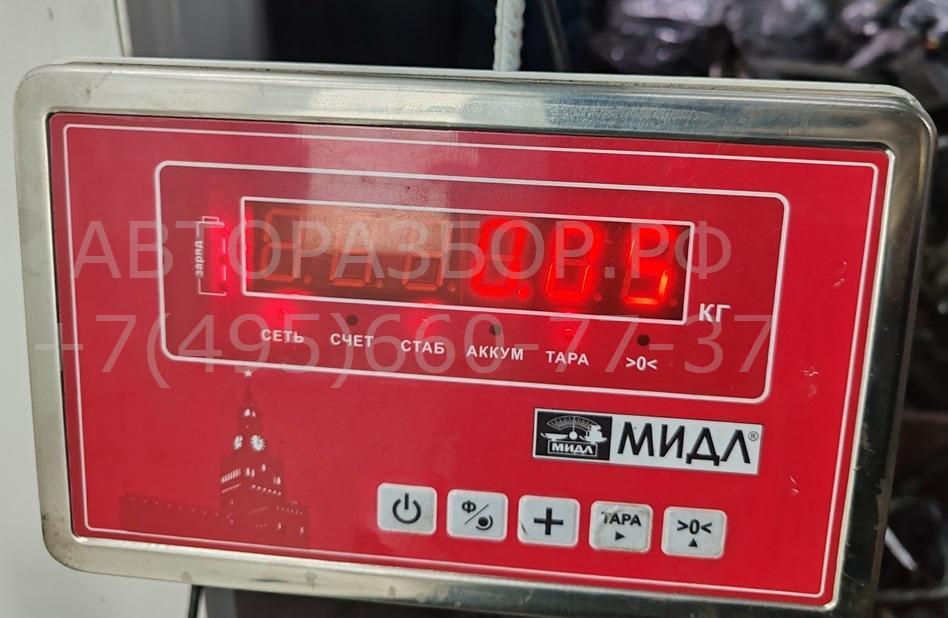 АВТОРАЗБОР.РФ
+7(495)660-77-37
заряд
КГ
СЕТЬ СЧЕТ СТАБ АККУМ ТАРА >0<
МИДЛ МИДЛ®
Ф ТАРА >0<